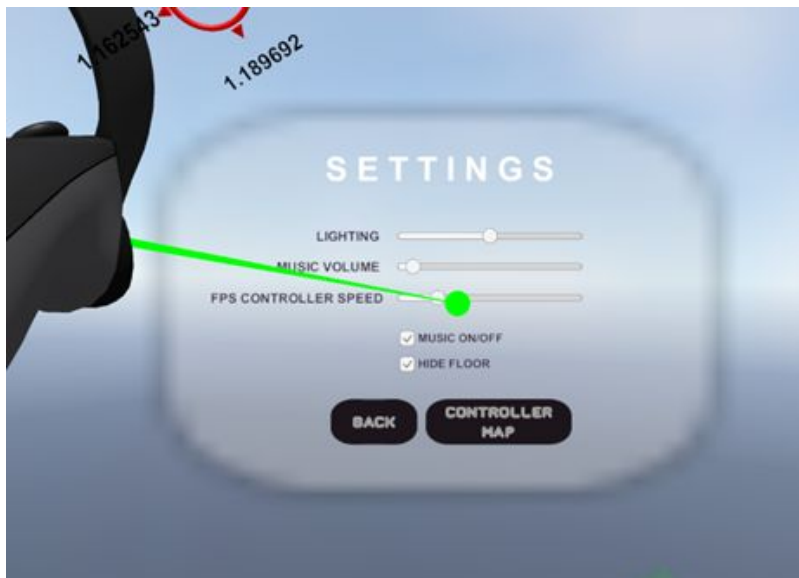 1.162543
1.189692
SETTINGS
LIGHTING
MUSIC VOLUME
FPS CONTROLLER SPEED
MUSIC ON/OFF
HIDE FLOOR
BACK
CONTROLLER
MAP